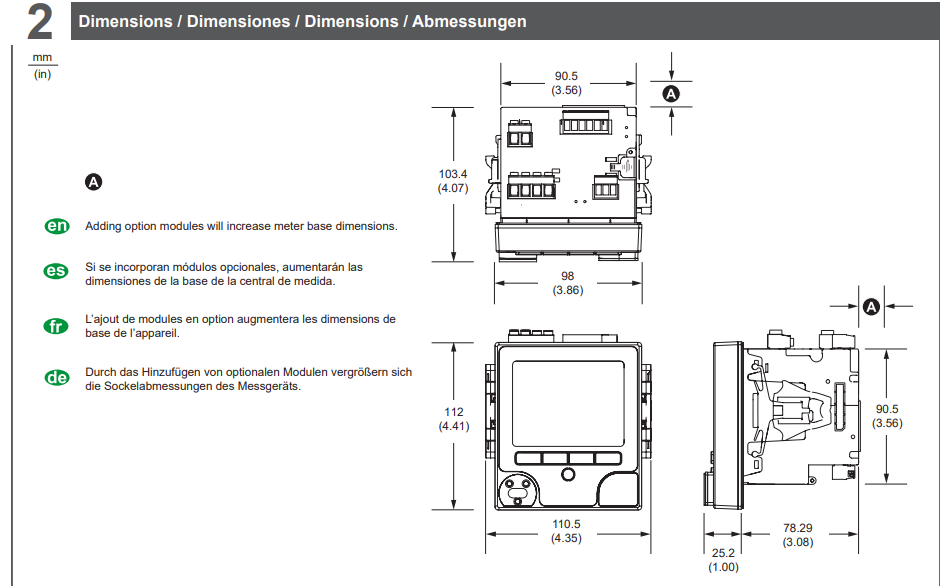 2
Dimensions / Dimensiones / Dimensions / Abmessungen
mm
(in)
90.5
(3.56)
A
103.4
(4.07)
A
en
Adding option modules will increase meter base dimensions.
es
Si se incorporan módulos opcionales, aumentarán las
dimensiones de la base de la central de medida.
98
(3.86)
A
fr
L'ajout de modules en option augmentera les dimensions de
base de l'appareil.
de
Durch das Hinzufügen von optionalen Modulen vergrößern sich
die Sockelabmessungen des Messgeräts.
112
(4.41)
90.5
(3.56)
110.5
(4.35)
78.29
(3.08)
25.2
(1.00)